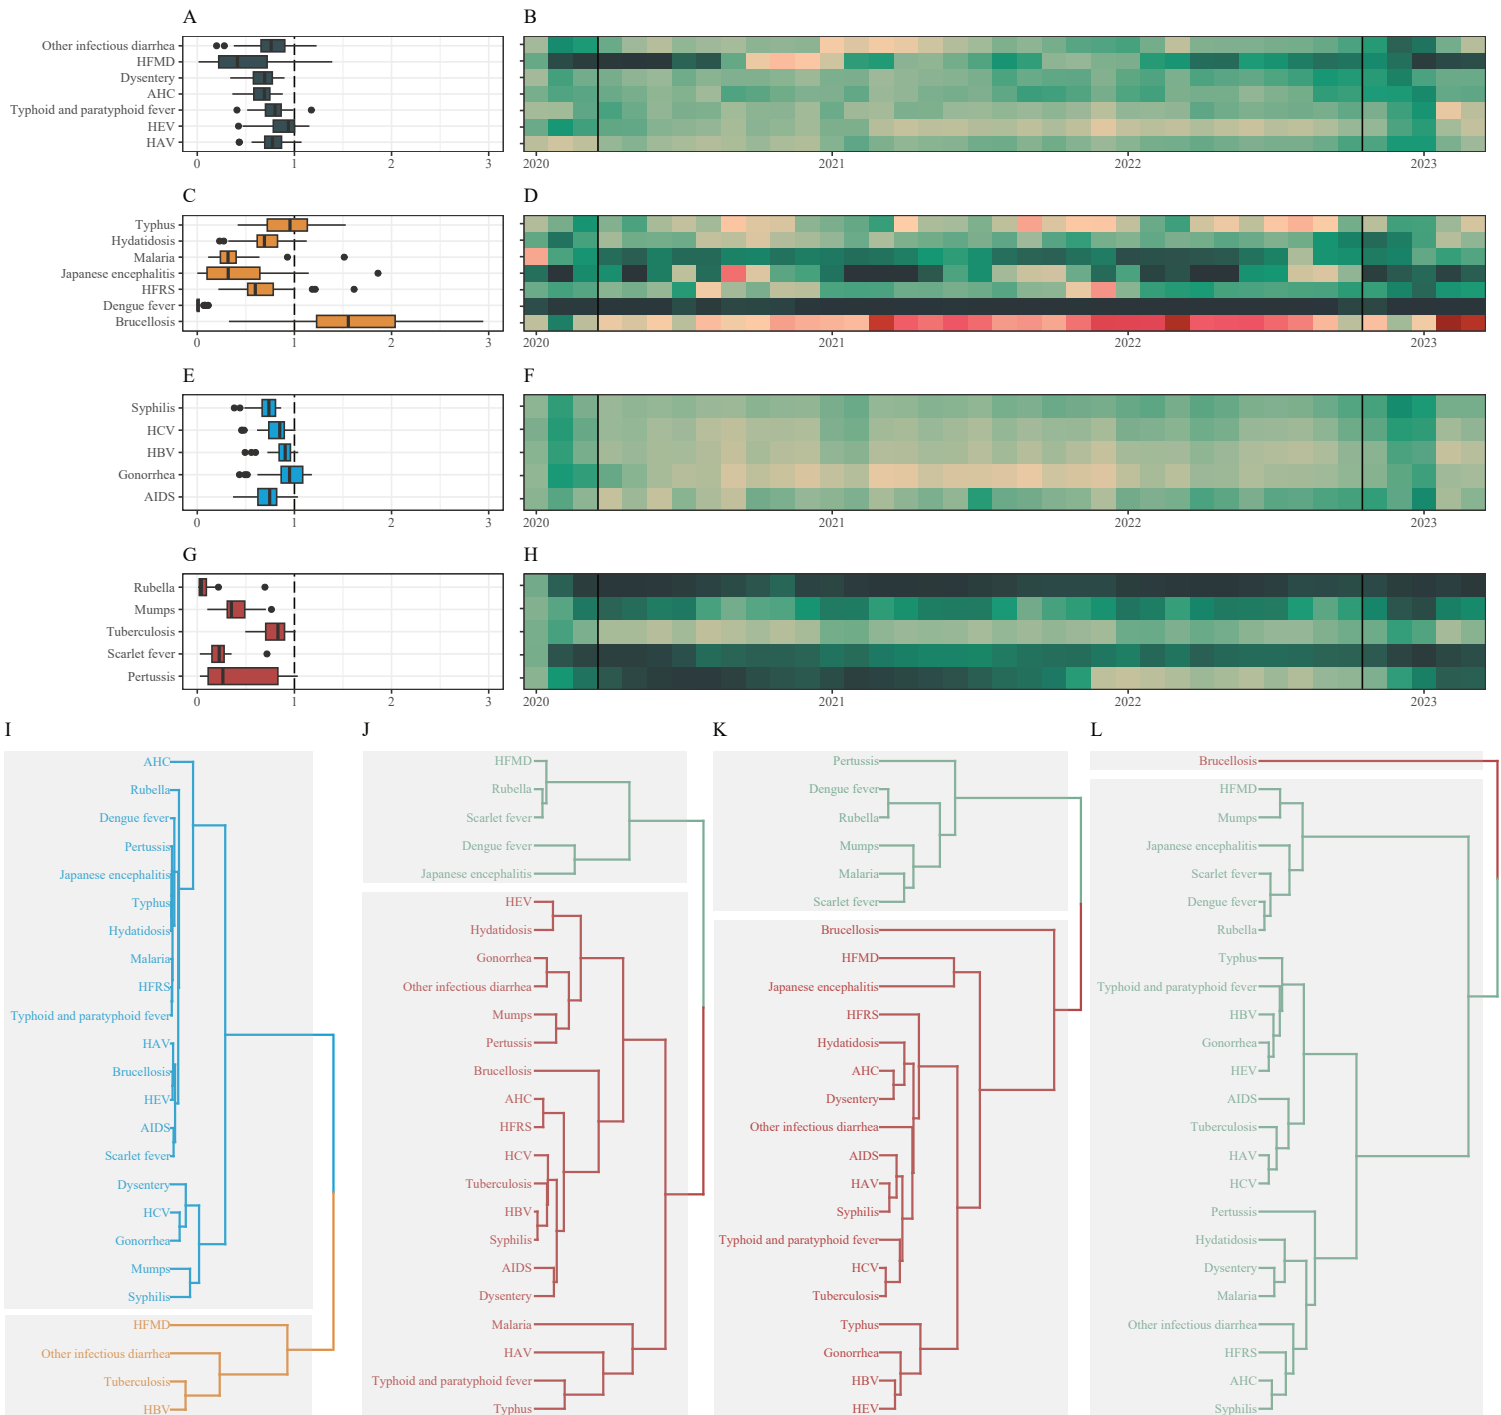 A
B
Other infectious diarrhea
HFMD
Dysentery
AHC
Typhoid and paratyphoid fever
HEV
HAV
0 1 2 3
2020 2021 2022 2023
C
D
Typhus
Hydatidosis
Malaria
Japanese encephalitis
HFRS
Dengue fever
Brucellosis
0 1 2 3
2020 2021 2022 2023
E
F
Syphilis
HCV
HBV
Gonorrhea
AIDS
0 1 2 3
2020 2021 2022 2023
G
H
Rubella
Mumps
Tuberculosis
Scarlet fever
Pertussis
0 1 2 3
2020 2021 2022 2023
I
AHC
Rubella
Dengue fever
Pertussis
Japanese encephalitis
Typhus
Hydatidosis
Malaria
HFRS
Typhoid and paratyphoid fever
HAV
Brucellosis
HEV
AIDS
Scarlet fever
Dysentery
HCV
Gonorrhea
Mumps
Syphilis
HFMD
Other infectious diarrhea
Tuberculosis
HBV
J
HFMD
Rubella
Scarlet fever
Dengue fever
Japanese encephalitis
HEV
Hydatidosis
Gonorrhea
Other infectious diarrhea
Mumps
Pertussis
Brucellosis
AHC
HFRS
HCV
Tuberculosis
HBV
Syphilis
AIDS
Dysentery
Malaria
HAV
Typhoid and paratyphoid fever
Typhus
K
Pertussis
Dengue fever
Rubella
Mumps
Malaria
Scarlet fever
Brucellosis
HFMD
Japanese encephalitis
HFRS
Hydatidosis
AHC
Dysentery
Other infectious diarrhea
AIDS
HAV
Syphilis
Typhoid and paratyphoid fever
HCV
Tuberculosis
Typhus
Gonorrhea
HBV
HEV
L
Brucellosis
HFMD
Mumps
Japanese encephalitis
Scarlet fever
Dengue fever
Rubella
Typhus
Typhoid and paratyphoid fever
HBV
Gonorrhea
HEV
AIDS
Tuberculosis
HAV
HCV
Pertussis
Hydatidosis
Dysentery
Malaria
Other infectious diarrhea
HFRS
AHC
Syphilis